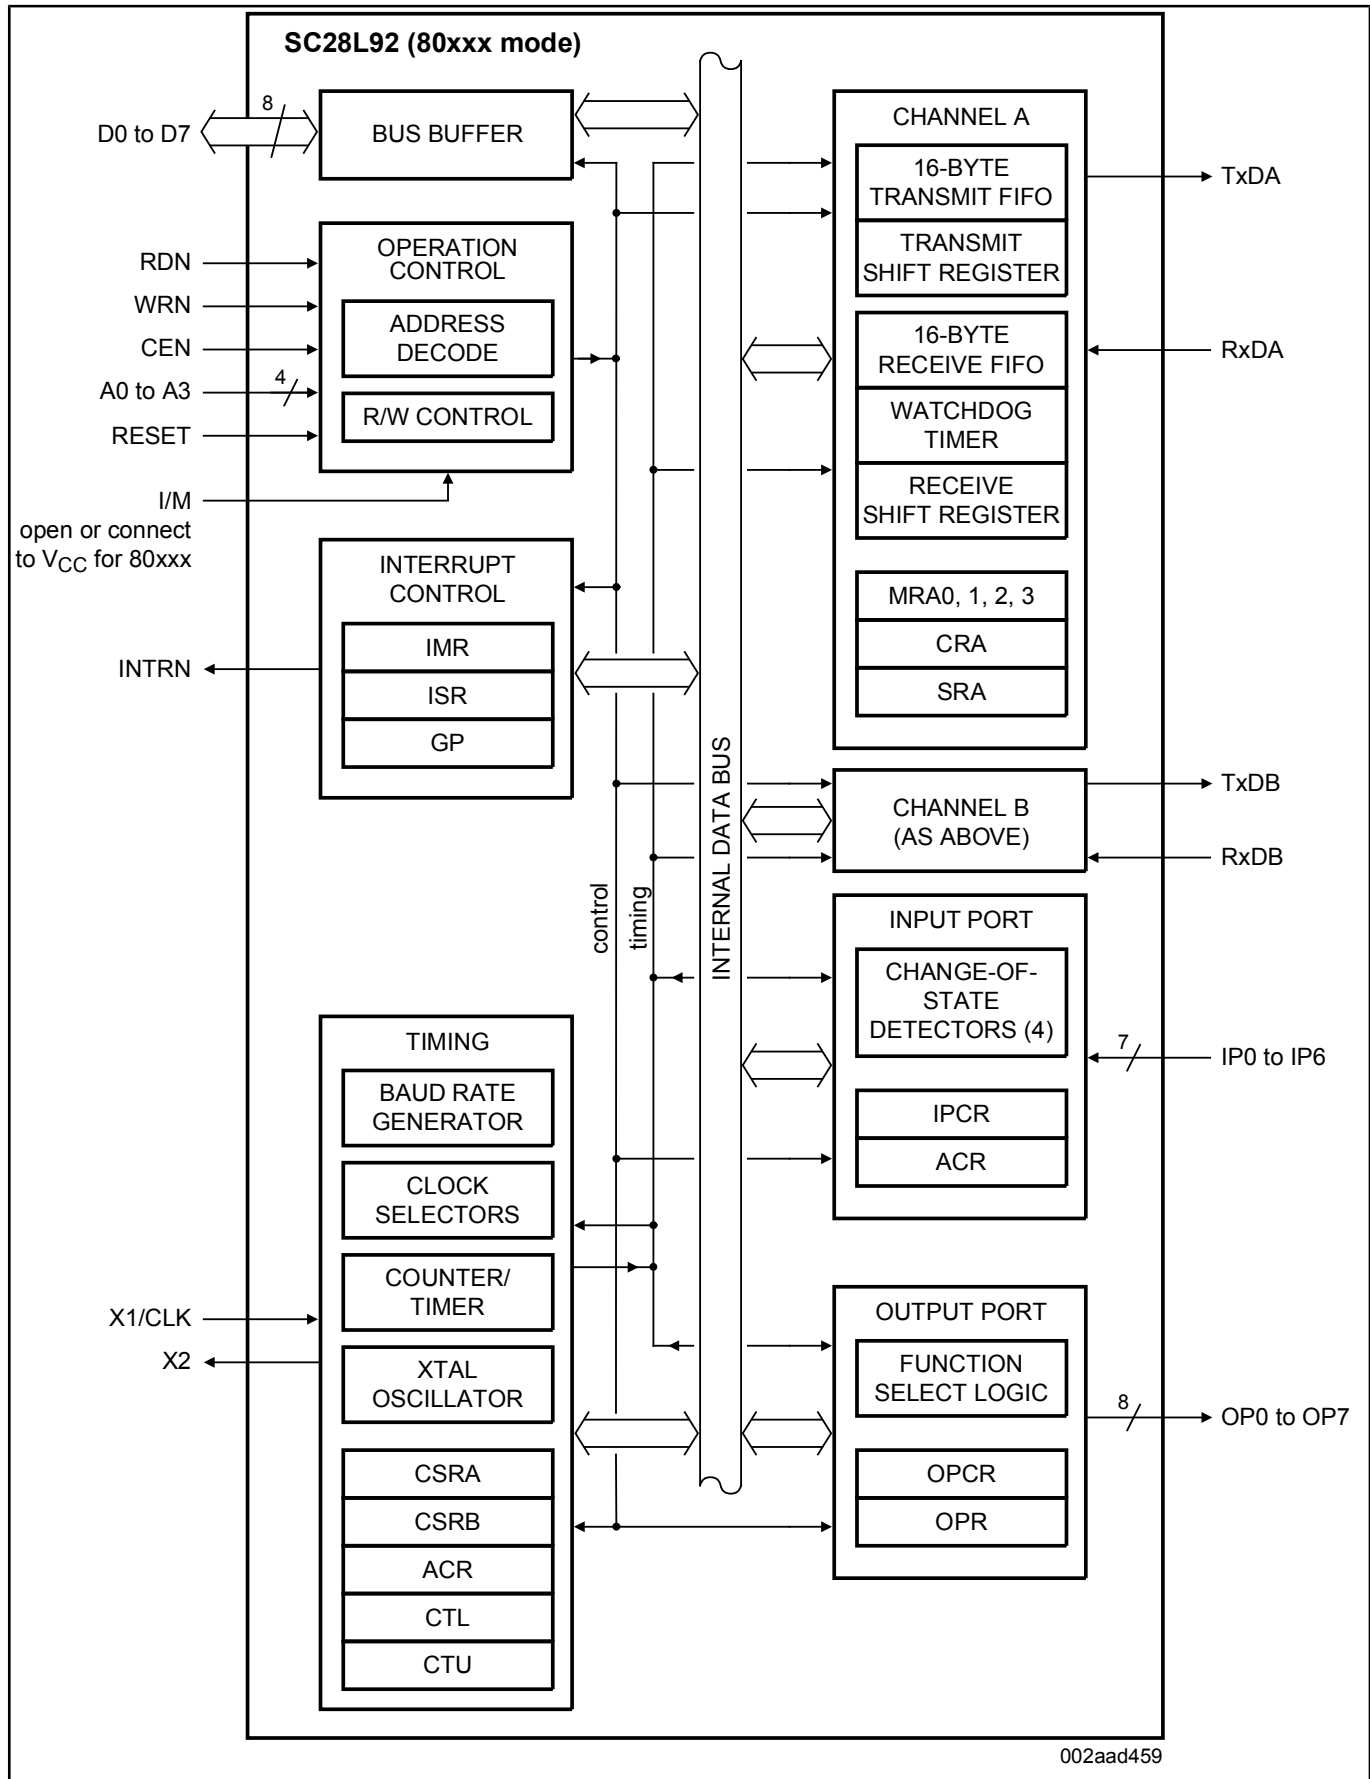 SC28L92 (80xxx mode)
8
D0 to D7
BUS BUFFER
RDN
WRN
CEN
4
A0 to A3
RESET
OPERATION
CONTROL
ADDRESS
DECODE
R/W CONTROL
I/M
open or connect
to VCC for 80xxx
INTERRUPT
CONTROL
IMR
ISR
GP
INTRN
control
timing
INTERNAL DATA BUS
TIMING
BAUD RATE
GENERATOR
CLOCK
SELECTORS
COUNTER/
TIMER
XTAL
OSCILLATOR
CSRA
CSRB
ACR
CTL
CTU
X1/CLK
X2
CHANNEL A
16-BYTE
TRANSMIT FIFO
TRANSMIT
SHIFT REGISTER
16-BYTE
RECEIVE FIFO
WATCHDOG
TIMER
RECEIVE
SHIFT REGISTER
MRA0, 1, 2, 3
CRA
SRA
TxDA
RxDA
CHANNEL B
(AS ABOVE)
TxDB
RxDB
INPUT PORT
CHANGE-OF-
STATE
DETECTORS (4)
IPCR
ACR
7
IP0 to IP6
OUTPUT PORT
FUNCTION
SELECT LOGIC
OPCR
OPR
8
OP0 to OP7
002aad459